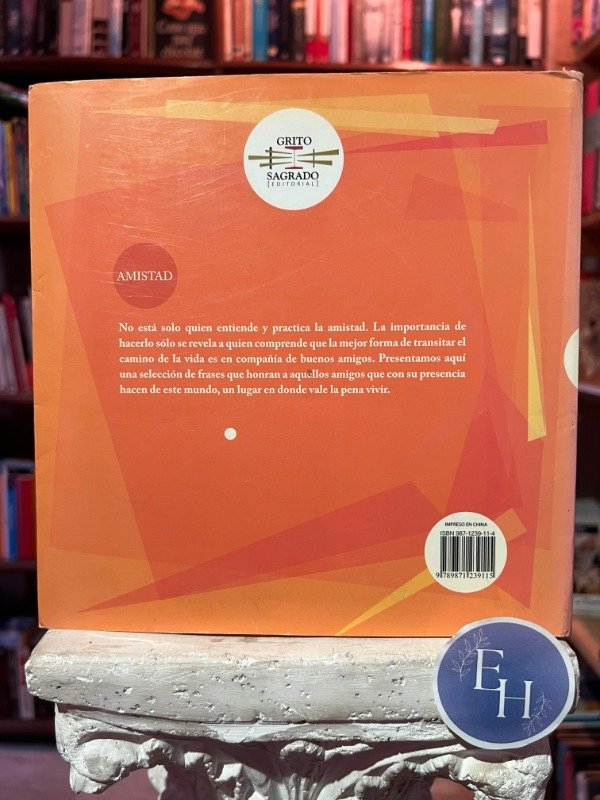 GRITO
SAGRADO
[EDITORIAL]
AMISTAD
No está solo quien entiende y practica la amistad. La importancia de
hacerlo sólo se revela a quien comprende que la mejor forma de transitar el
camino de la vida es en compañía de buenos amigos. Presentamos aquí
una selección de frases que honran a aquellos amigos que con su presencia
hacen de este mundo, un lugar en donde vale la pena vivir.
IMPRESO EN CHINA
ISBN 987-1239-11-4
9 789871 239115
EH